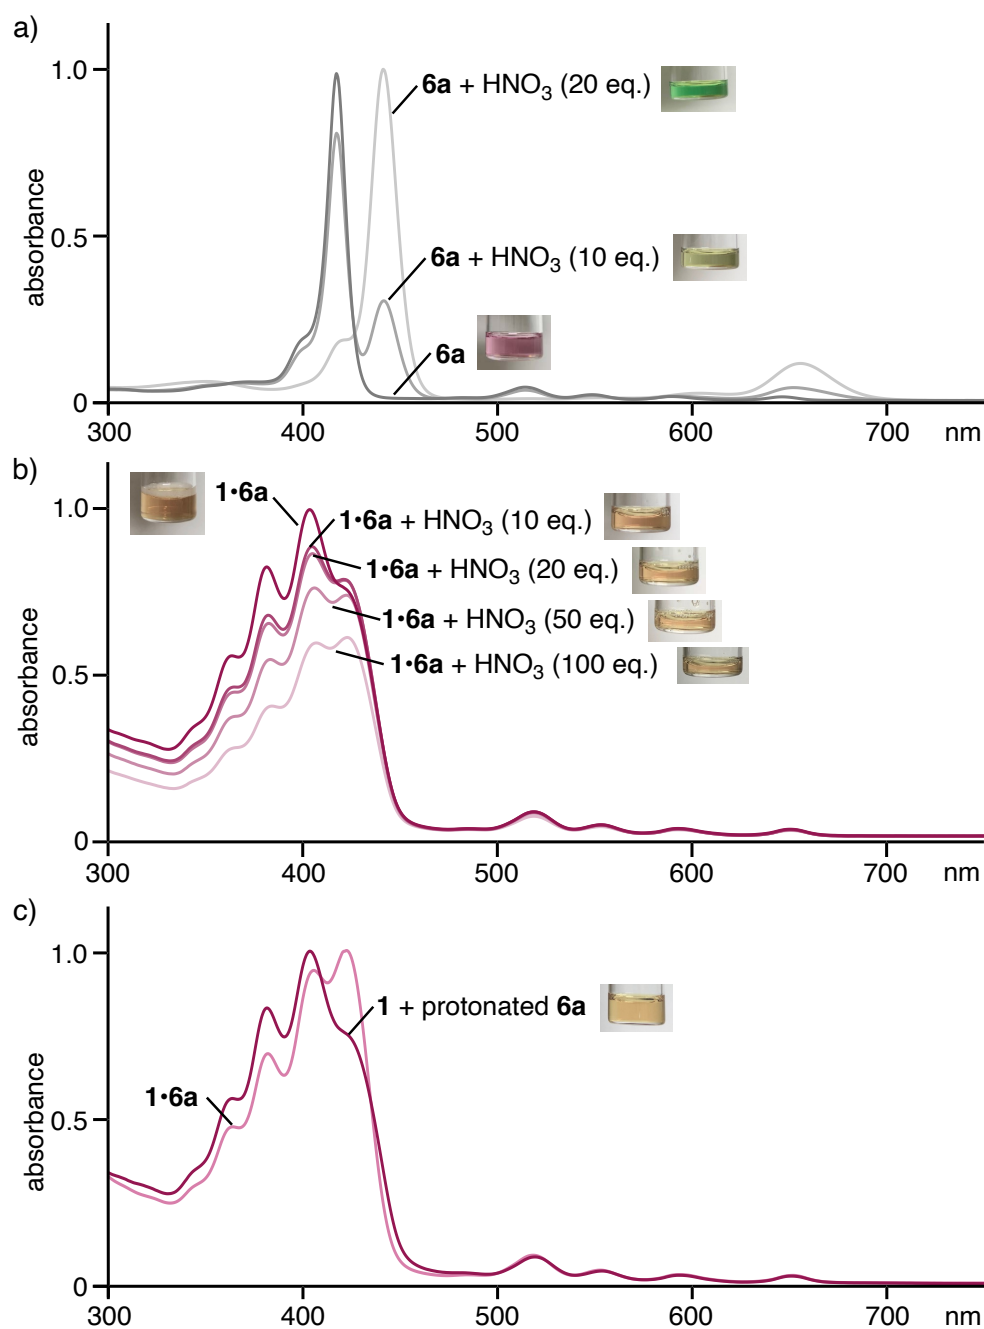 a)
1.0
6a + HNO₃ (20 eq.)
0.5
6a + HNO₃ (10 eq.)
6a
absorbance
0
300 400 500 600 700 nm
b)
1.0
1•6a
1•6a + HNO₃ (10 eq.)
1•6a + HNO₃ (20 eq.)
1•6a + HNO₃ (50 eq.)
1•6a + HNO₃ (100 eq.)
0.5
absorbance
0
300 400 500 600 700 nm
c)
1.0
1 + protonated 6a
1•6a
0.5
absorbance
0
300 400 500 600 700 nm